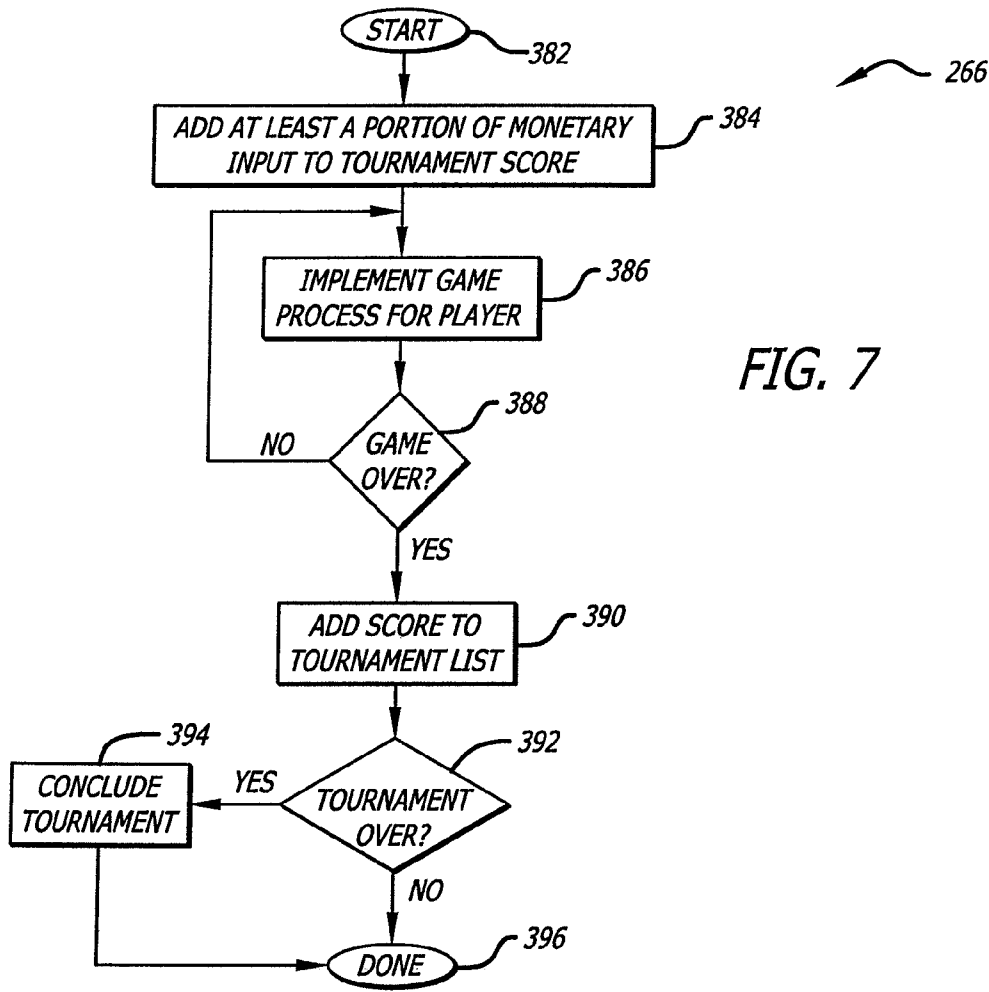 START
382
266
ADD AT LEAST A PORTION OF MONETARY
INPUT TO TOURNAMENT SCORE
384
IMPLEMENT GAME
PROCESS FOR PLAYER
386
FIG. 7
388
GAME
OVER?
NO
YES
ADD SCORE TO
TOURNAMENT LIST
390
394
392
CONCLUDE
TOURNAMENT
YES
TOURNAMENT
OVER?
NO
DONE
396